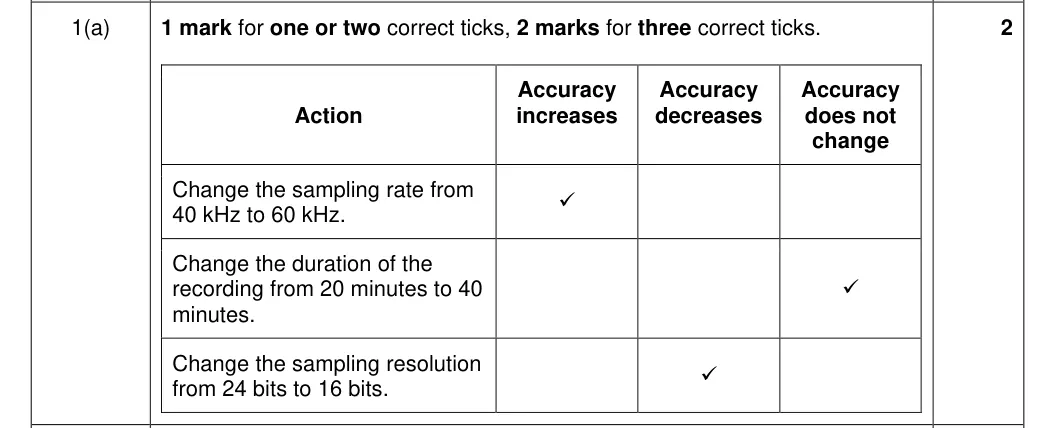 1(a)
1 mark for one or two correct ticks, 2 marks for three correct ticks.
2
Action
Accuracy increases
Accuracy decreases
Accuracy does not change
Change the sampling rate from
40 kHz to 60 kHz.
✓
Change the duration of the
recording from 20 minutes to 40
minutes.
✓
Change the sampling resolution
from 24 bits to 16 bits.
✓